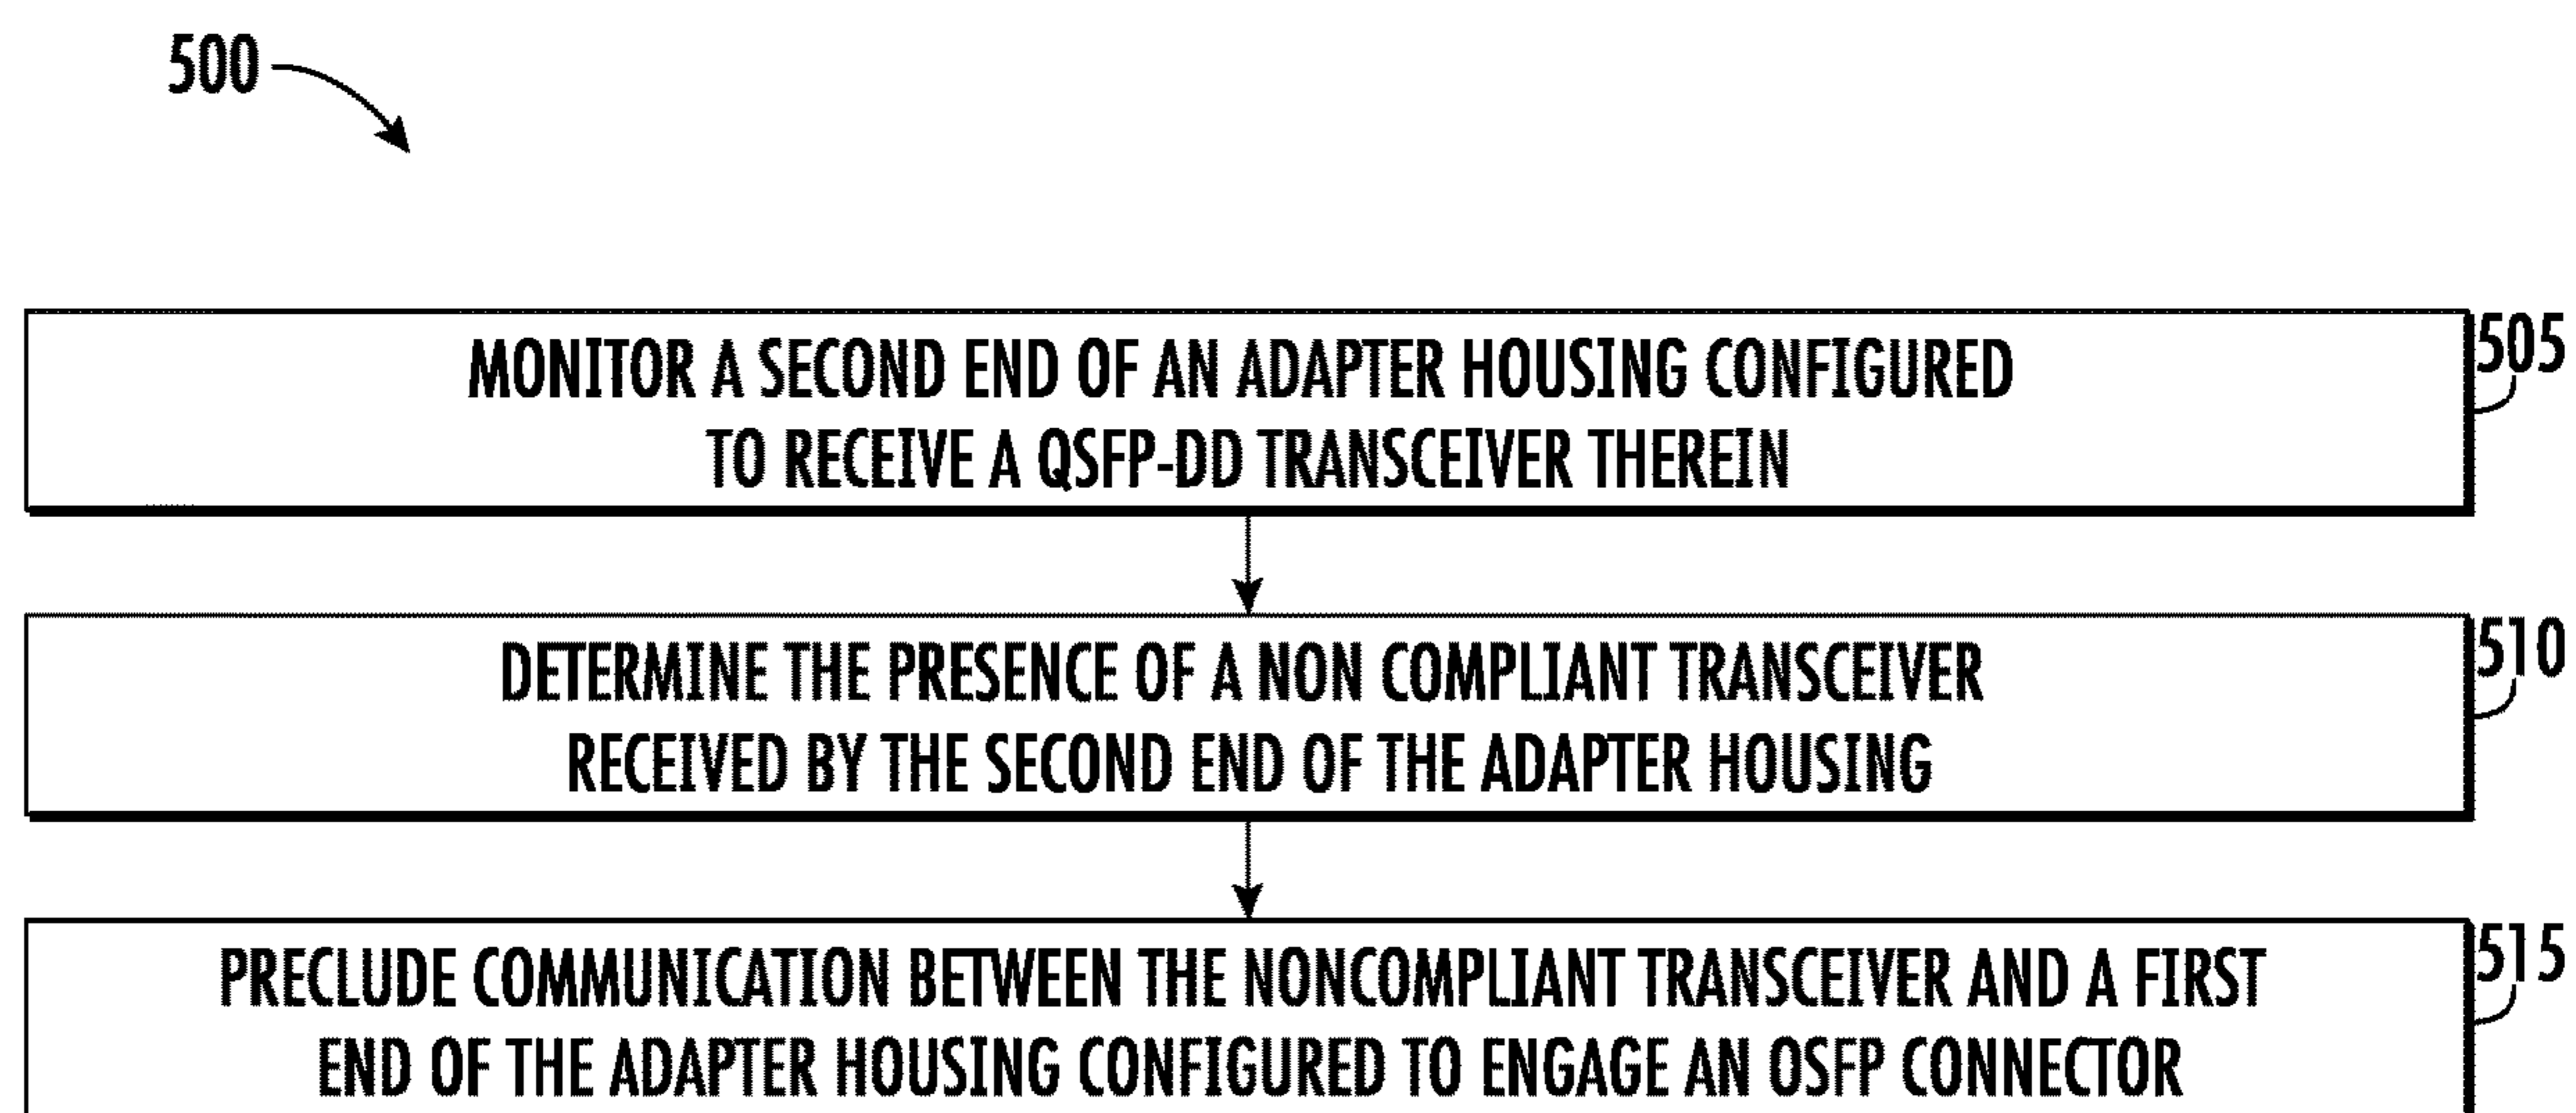 500
MONITOR A SECOND END OF AN ADAPTER HOUSING CONFIGURED
TO RECEIVE A QSFP-DD TRANSCEIVER THEREIN
505
DETERMINE THE PRESENCE OF A NON COMPLIANT TRANSCEIVER
RECEIVED BY THE SECOND END OF THE ADAPTER HOUSING
510
PRECLUDE COMMUNICATION BETWEEN THE NONCOMPLIANT TRANSCEIVER AND A FIRST
END OF THE ADAPTER HOUSING CONFIGURED TO ENGAGE AN OSFP CONNECTOR
515